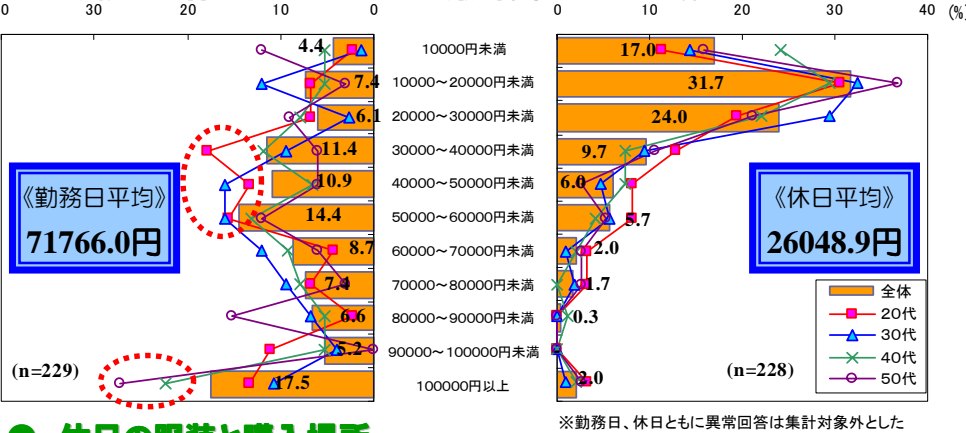 0 30 20 10 0 0 10 20 30 40 (%)
4.4 10000円未満 17.0
7.4 10000～20000円未満 31.7
6.1 20000～30000円未満 24.0
11.4 30000～40000円未満 9.7
10.9 40000～50000円未満 6.0
14.4 50000～60000円未満 5.7
8.7 60000～70000円未満 2.0
7.4 70000～80000円未満 1.7
6.6 80000～90000円未満 0.3
5.2 90000～100000円未満
17.5 100000円以上 2.0
《勤務日平均》
71766.0円
《休日平均》
26048.9円
全体
20代
30代
40代
50代
(n=229)
(n=228)
※勤務日、休日ともに異常回答は集計対象外とした